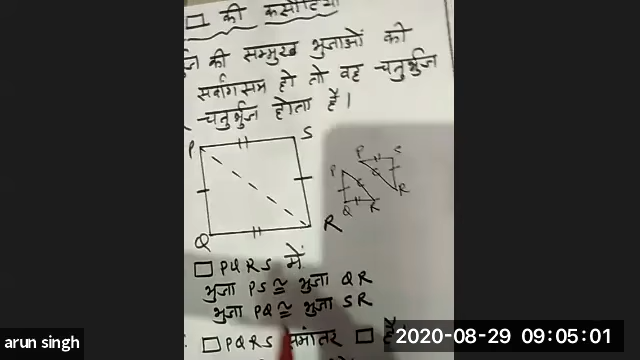 □ की कसौटियाँ
की सम्मुख भुजाओं की
सर्वांगसम हो तो वह चतुर्भुज
चतुर्भुज होता है।
P S
Q R
P S
P R
Q R
□ PQRS में
भुजा PS ≅ भुजा QR
भुजा PQ ≅ भुजा SR
□ PQRS समांतर □ है
arun singh
2020-08-29 09:05:01